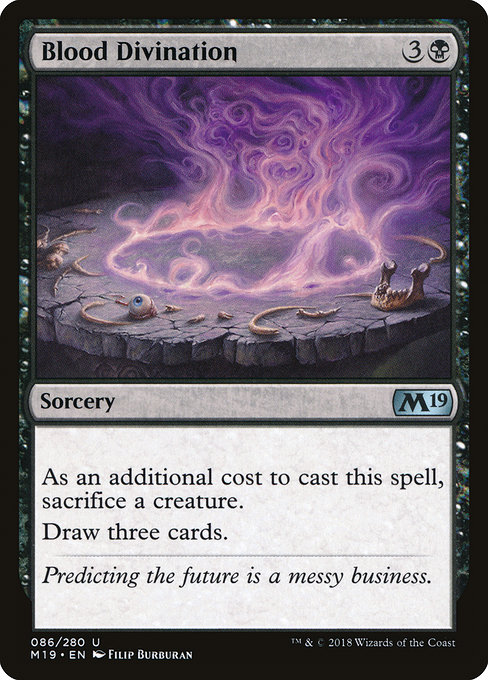 Blood Divination 3
Sorcery M19
As an additional cost to cast this spell,
sacrifice a creature.
Draw three cards.
Predicting the future is a messy business.
086/280 U
™ & © 2018 Wizards of the Coast
M19 • EN Filip Burburan